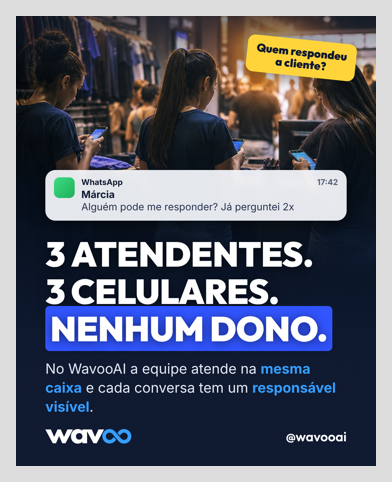 Quem respondeu
a cliente?
WhatsApp 17:42
Márcia
Alguém pode me responder? Já perguntei 2x
3 ATENDENTES.
3 CELULARES.
NENHUM DONO.
No WavooAI a equipe atende na mesma
caixa e cada conversa tem um responsável
visível.
wavoo
@wavooai